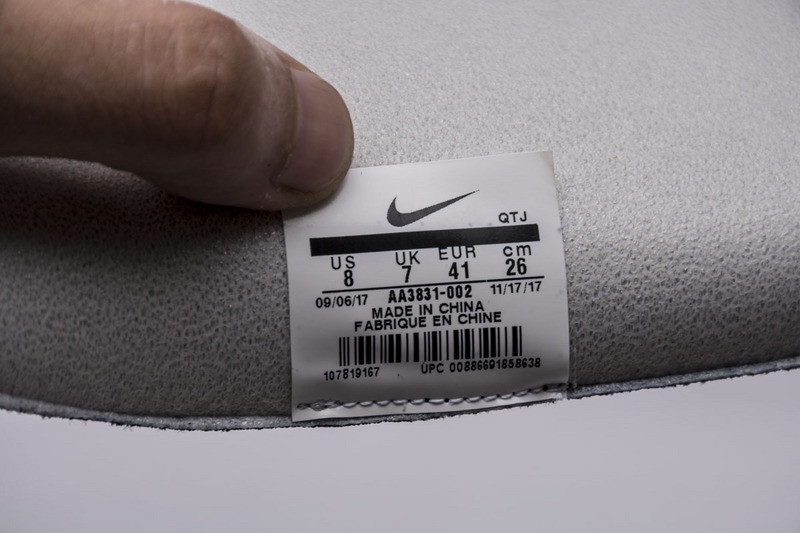 QTJ
US UK EUR cm
8 7 41 26
09/06/17 AA3831-002 11/17/17
MADE IN CHINA
FABRIQUE EN CHINE
107819167 UPC 00886691858638